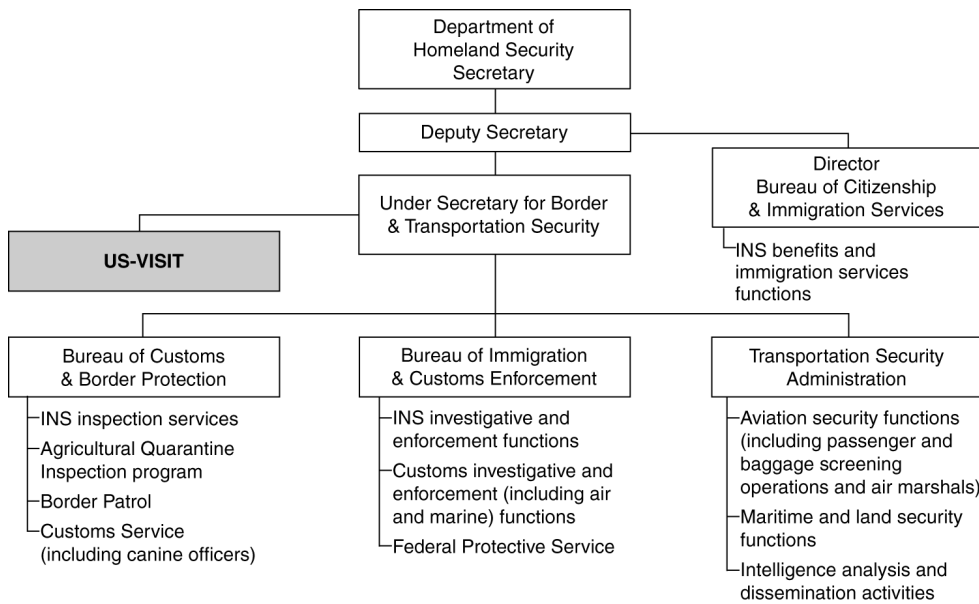 Department of
Homeland Security
Secretary
Deputy Secretary
Director
Bureau of Citizenship
& Immigration Services
INS benefits and
immigration services
functions
Under Secretary for Border
& Transportation Security
US-VISIT
Bureau of Customs
& Border Protection
INS inspection services
Agricultural Quarantine
Inspection program
Border Patrol
Customs Service
(including canine officers)
Bureau of Immigration
& Customs Enforcement
INS investigative and
enforcement functions
Customs investigative and
enforcement (including air
and marine) functions
Federal Protective Service
Transportation Security
Administration
Aviation security functions
(including passenger and
baggage screening
operations and air marshals)
Maritime and land security
functions
Intelligence analysis and
dissemination activities